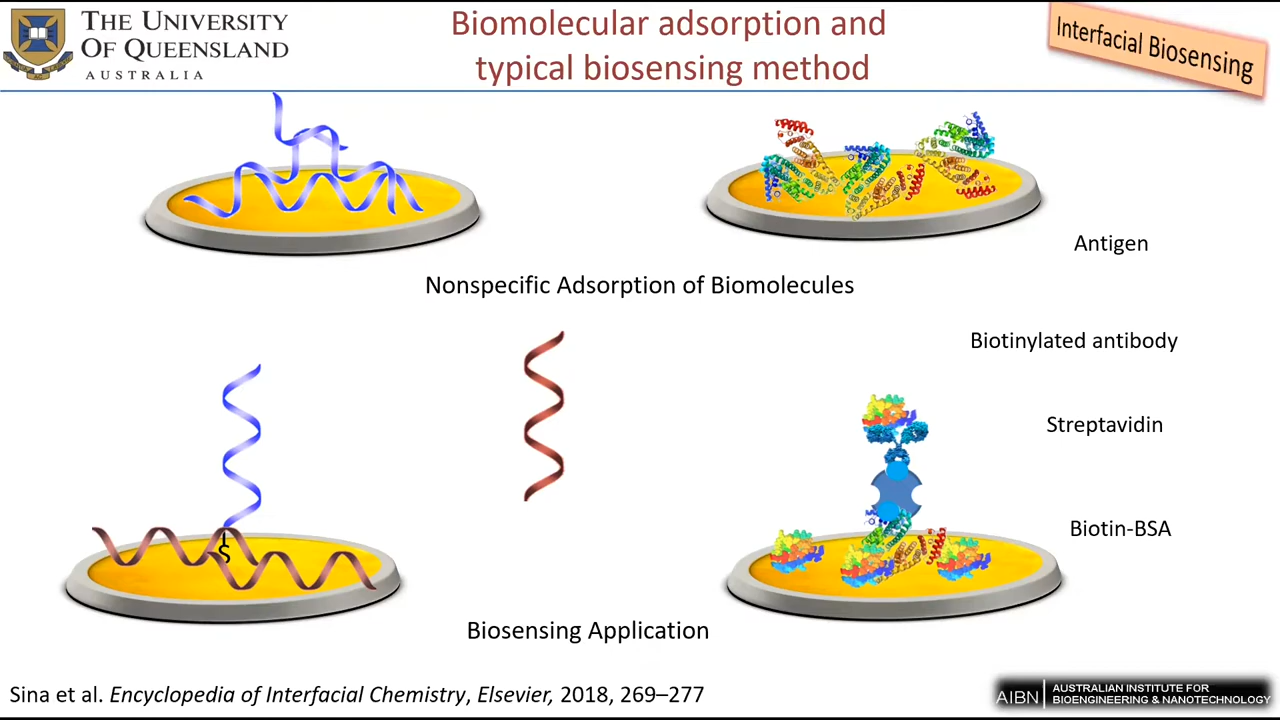 THE UNIVERSITY
OF QUEENSLAND
AUSTRALIA
Biomolecular adsorption and
typical biosensing method
Interfacial Biosensing
Antigen
Nonspecific Adsorption of Biomolecules
Biotinylated antibody
Streptavidin
S
Biotin-BSA
Biosensing Application
Sina et al. Encyclopedia of Interfacial Chemistry, Elsevier, 2018, 269–277
AIBN
AUSTRALIAN INSTITUTE FOR
BIOENGINEERING & NANOTECHNOLOGY